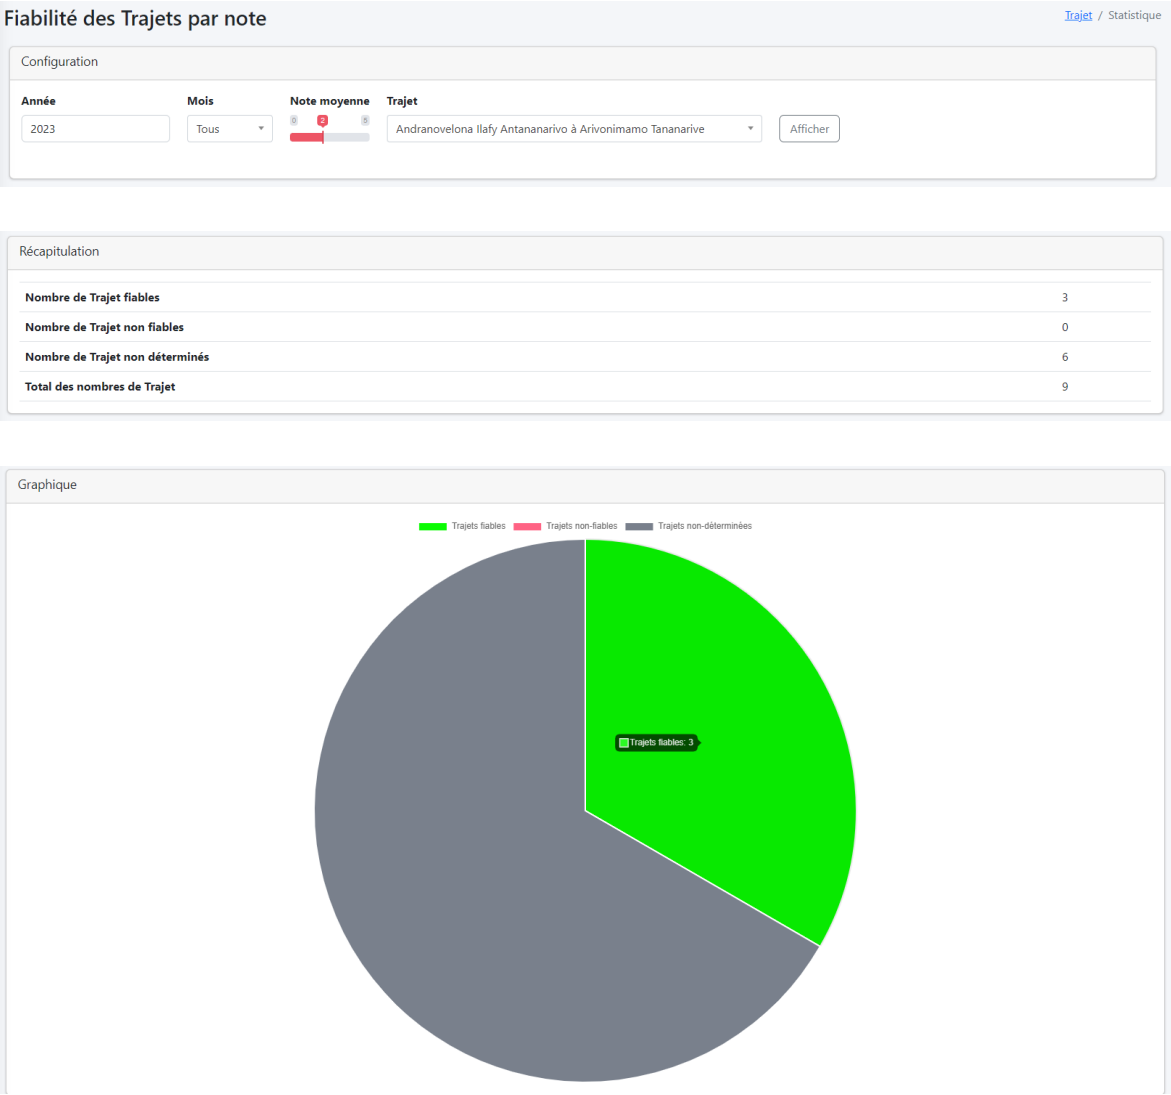 Fiabilité des Trajets par note
Trajet / Statistique
Configuration
Année Mois Note moyenne Trajet
0 2 5
2023 Tous Andranovelona Ilafy Antananarivo à Arivonimamo Tananarive Afficher
Récapitulation
Nombre de Trajet fiables 3
Nombre de Trajet non fiables 0
Nombre de Trajet non déterminés 6
Total des nombres de Trajet 9
Graphique
Trajets fiables Trajets non-fiables Trajets non-déterminées
Trajets fiables: 3